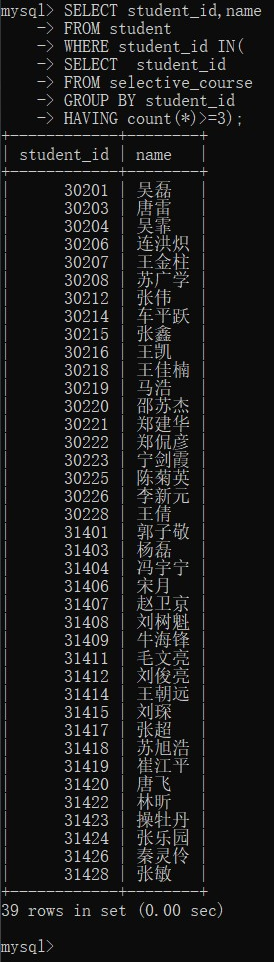 mysql> SELECT student_id,name
    -> FROM student
    -> WHERE student_id IN(
    -> SELECT  student_id
    -> FROM selective_course
    -> GROUP BY student_id
    -> HAVING count(*)>=3);
+------------+--------+
| student_id | name   |
+------------+--------+
|      30201 | 吴磊   |
|      30203 | 唐雷   |
|      30204 | 吴霏   |
|      30206 | 连洪炽 |
|      30207 | 王金柱 |
|      30208 | 苏广学 |
|      30212 | 张伟   |
|      30214 | 车平跃 |
|      30215 | 张鑫   |
|      30216 | 王凯   |
|      30218 | 王佳楠 |
|      30219 | 马浩   |
|      30220 | 邵苏杰 |
|      30221 | 郑建华 |
|      30222 | 郑侃彦 |
|      30223 | 宁剑霞 |
|      30225 | 陈菊英 |
|      30226 | 李新元 |
|      30228 | 王倩   |
|      31401 | 郭子敬 |
|      31403 | 杨磊   |
|      31404 | 冯宇宁 |
|      31406 | 宋月   |
|      31407 | 赵卫京 |
|      31408 | 刘树魁 |
|      31409 | 牛海锋 |
|      31411 | 毛文亮 |
|      31412 | 刘俊亮 |
|      31414 | 王朝远 |
|      31415 | 刘琛   |
|      31417 | 张超   |
|      31418 | 苏旭浩 |
|      31419 | 崔江平 |
|      31420 | 唐飞   |
|      31422 | 林昕   |
|      31423 | 操牡丹 |
|      31424 | 张乐园 |
|      31426 | 秦灵伶 |
|      31428 | 张敏   |
+------------+--------+
39 rows in set (0.00 sec)
mysql>